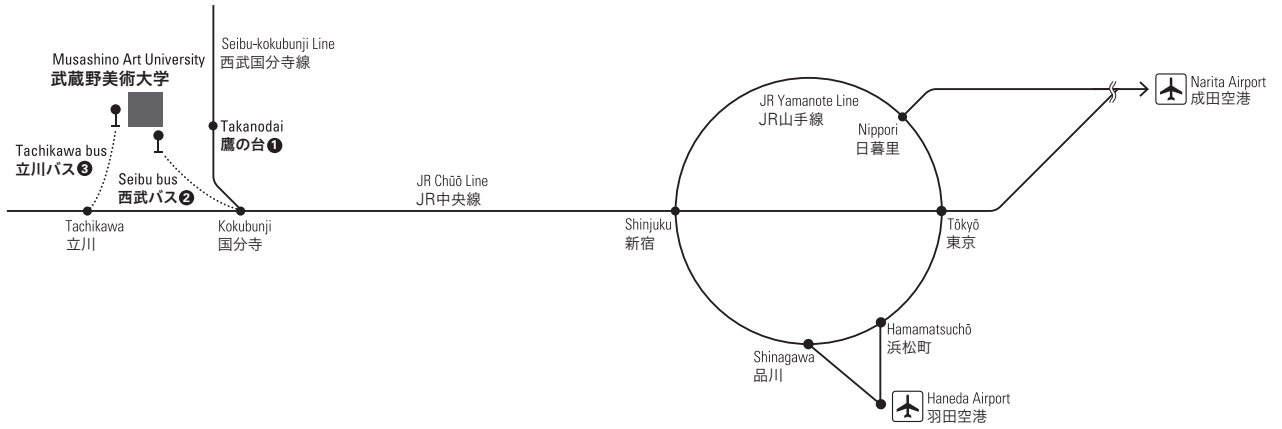 Musashino Art University
武蔵野美術大学
Seibu-kokubunji Line
西武国分寺線
Takanodai
鷹の台❶
Tachikawa bus
立川バス❸
Seibu bus
西武バス❷
Tachikawa
立川
Kokubunji
国分寺
JR Chūō Line
JR中央線
Shinjuku
新宿
JR Yamanote Line
JR山手線
Nippori
日暮里
Narita Airport
成田空港
Tōkyō
東京
Hamamatsuchō
浜松町
Shinagawa
品川
Haneda Airport
羽田空港